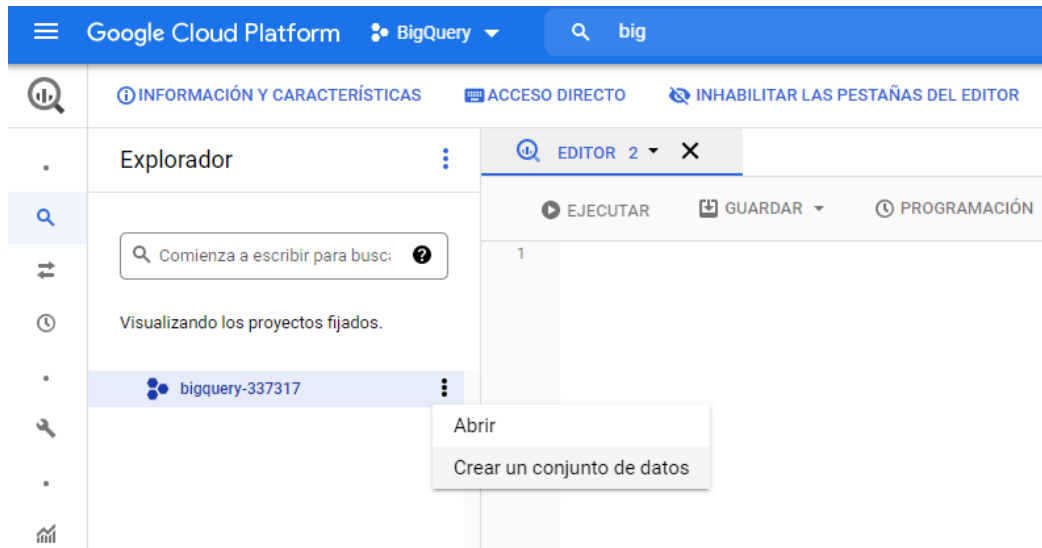 Google Cloud Platform BigQuery big
INFORMACIÓN Y CARACTERÍSTICAS ACCESO DIRECTO INHABILITAR LAS PESTAÑAS DEL EDITOR
Explorador EDITOR 2
EJECUTAR GUARDAR PROGRAMACIÓN
Comienza a escribir para busca
1
Visualizando los proyectos fijados.
bigquery-337317
Abrir
Crear un conjunto de datos